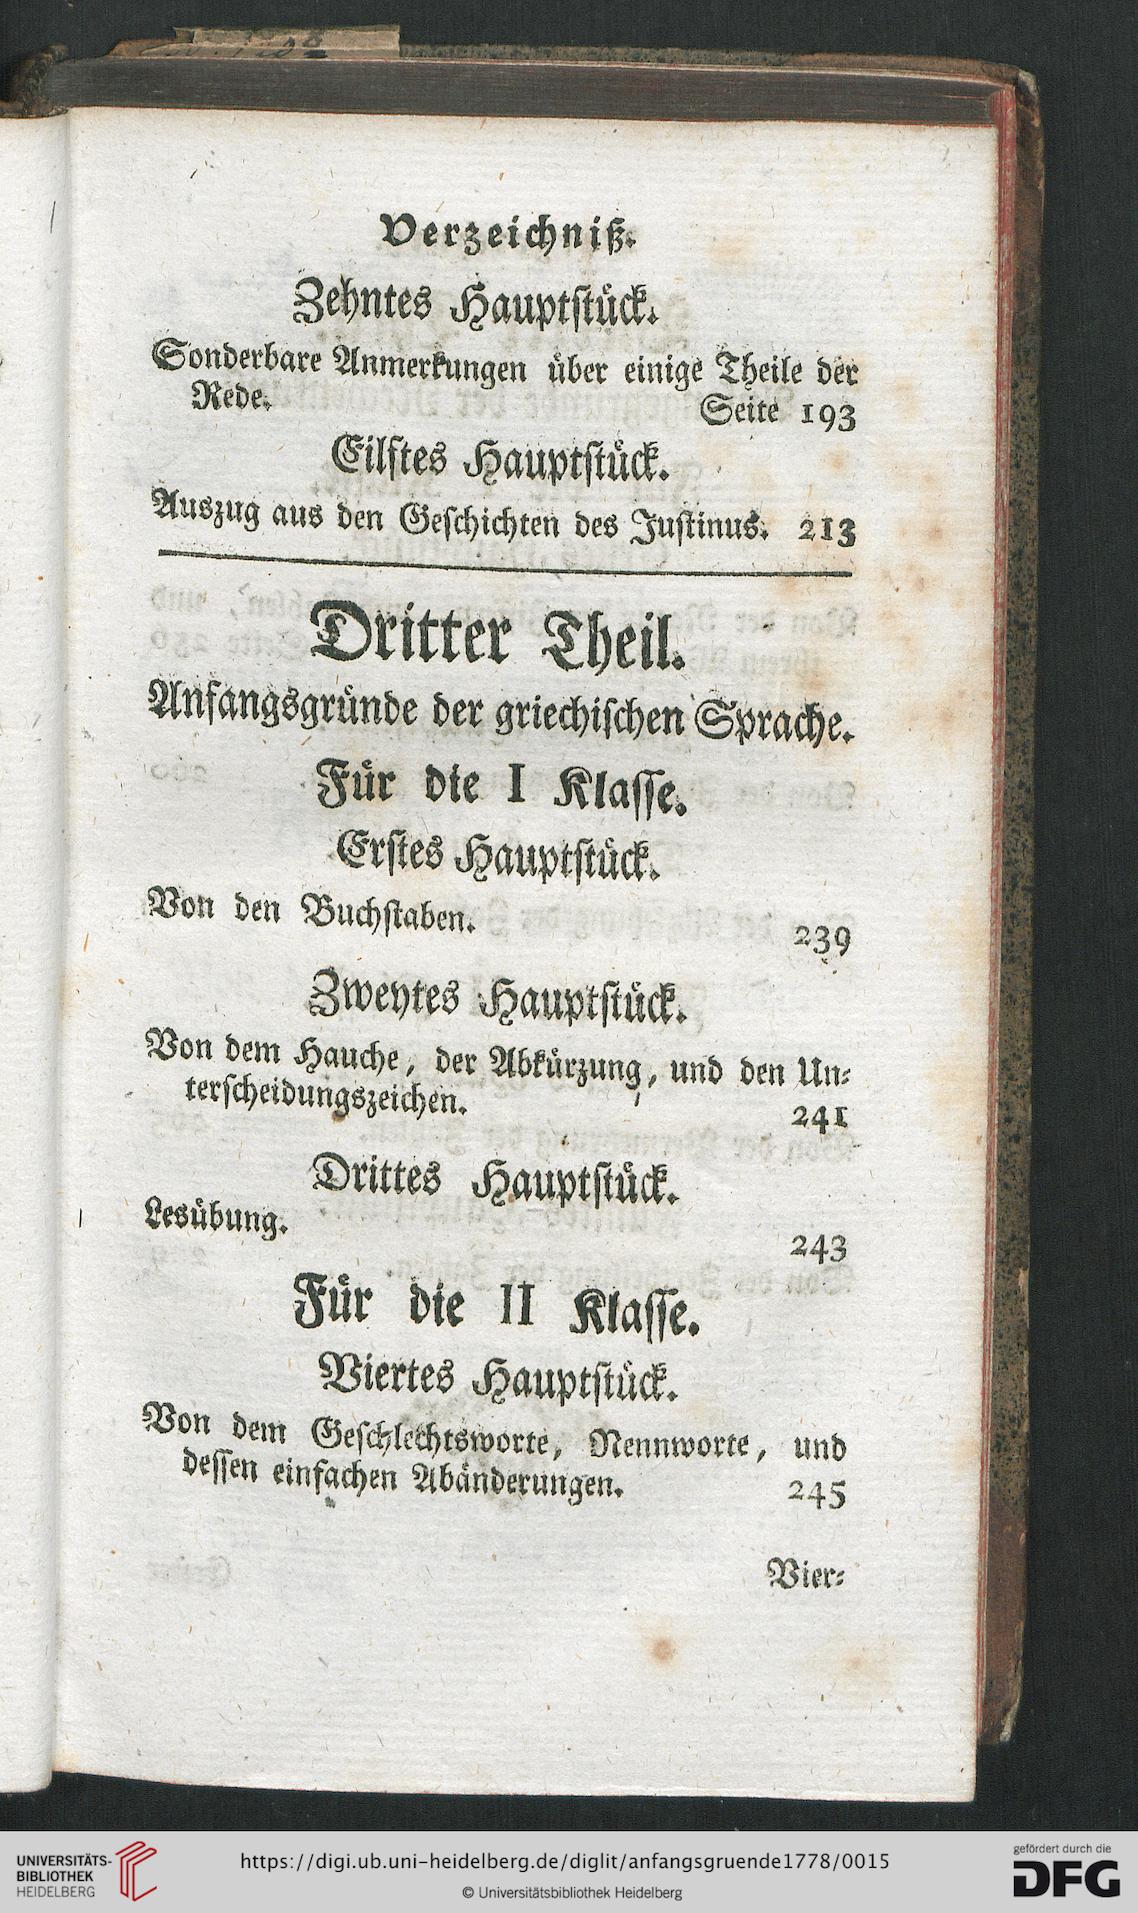 Verzeichniß.
Zehntes Hauptstück.
Sonderbare Anmerkungen über einige Theile der
Rede. Seite 193
Eilftes Hauptstück.
Auszug aus den Geschichten des Justinus. 213
Dritter Theil.
Anfangsgründe der griechischen Sprache.
Für die I Klasse.
Erstes Hauptstück.
Von den Buchstaben. 239
Zweytes Hauptstück.
Von dem Hauche, der Abkürzung, und den Un-
terscheidungszeichen. 241
Drittes Hauptstück.
Lesübung. 243
Für die II Klasse.
Viertes Hauptstück.
Von dem Geschlechtsworte, Nennworte, und
dessen einfachen Abänderungen. 245
Vier-
UNIVERSITÄTS-
BIBLIOTHEK
HEIDELBERG
https://digi.ub.uni-heidelberg.de/diglit/anfangsgruende1778/0015
© Universitätsbibliothek Heidelberg
gefördert durch die
DFG